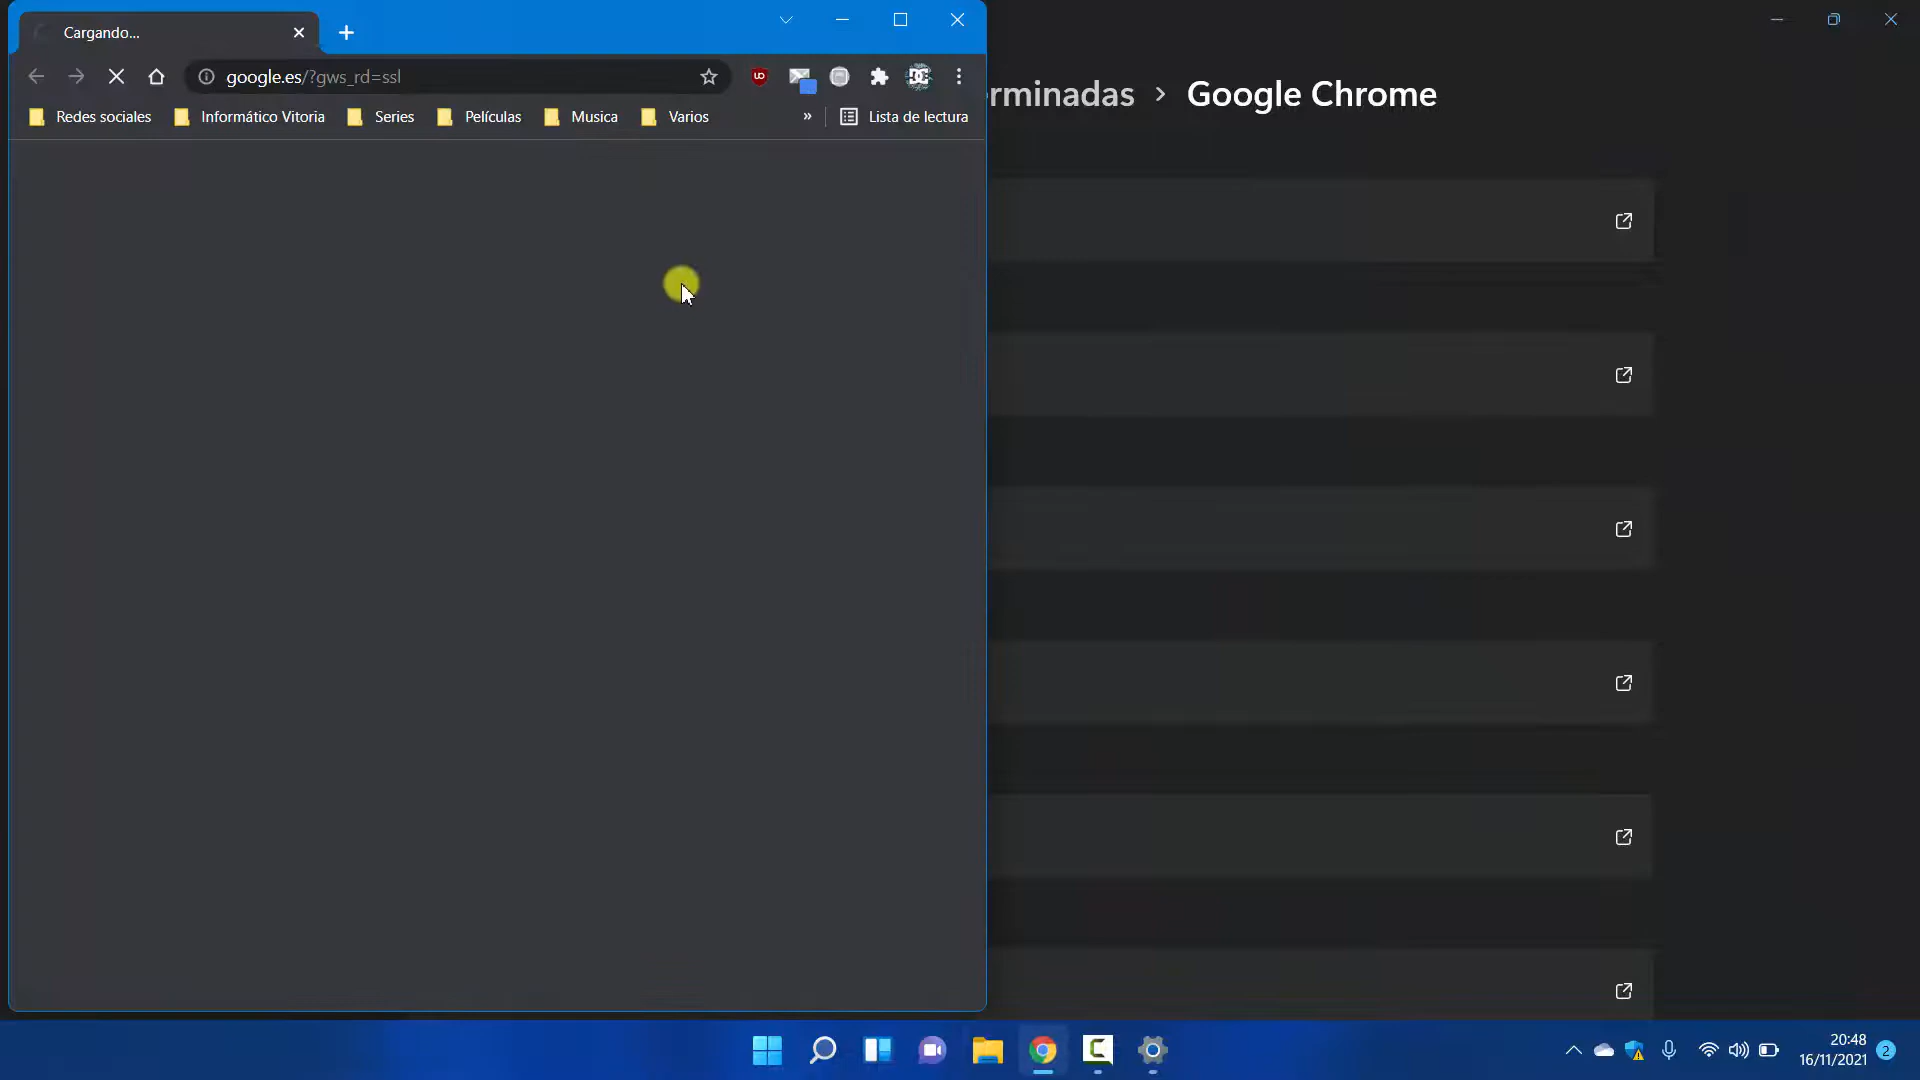 Cargando...
google.es/?gws_rd=ssl
Redes sociales
Informático Vitoria
Series
Películas
Musica
Varios
»
Lista de lectura
rminadas > Google Chrome
20:48
16/11/2021
2